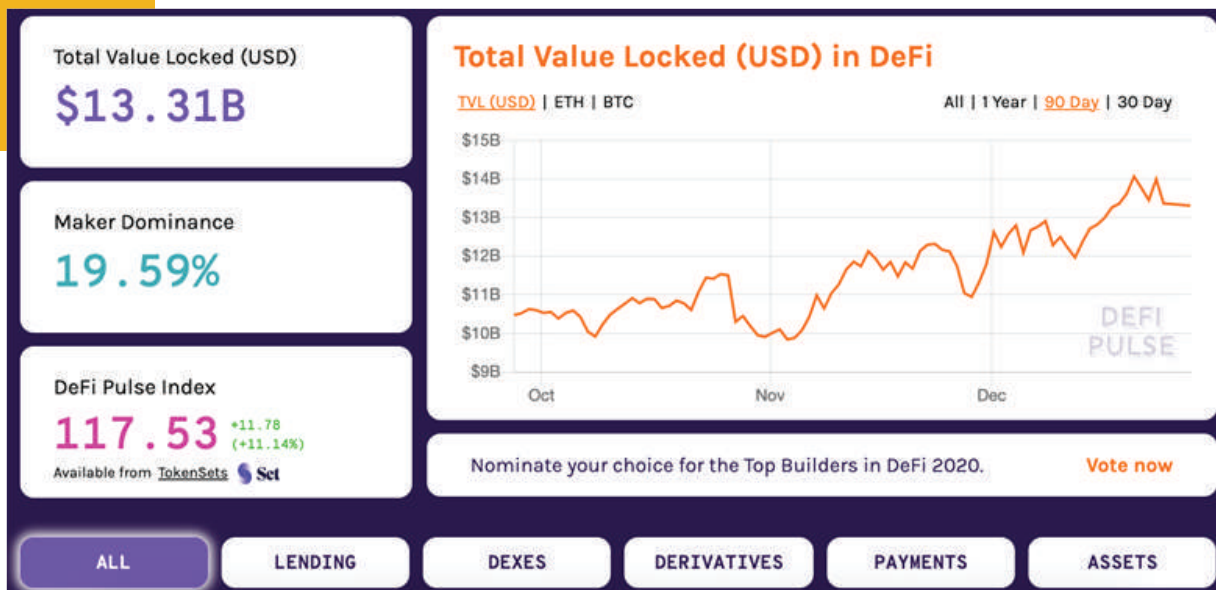 Total Value Locked (USD)
$13.31B
Maker Dominance
19.59%
DeFi Pulse Index
117.53
+11.78
(+11.14%)
Available from TokenSets Set
Total Value Locked (USD) in DeFi
TVL (USD) | ETH | BTC
All | 1 Year | 90 Day | 30 Day
$15B
$14B
$13B
$12B
$11B
$10B
$9B
Oct Nov Dec
DEFI
PULSE
Nominate your choice for the Top Builders in DeFi 2020. Vote now
ALL LENDING DEXES DERIVATIVES PAYMENTS ASSETS